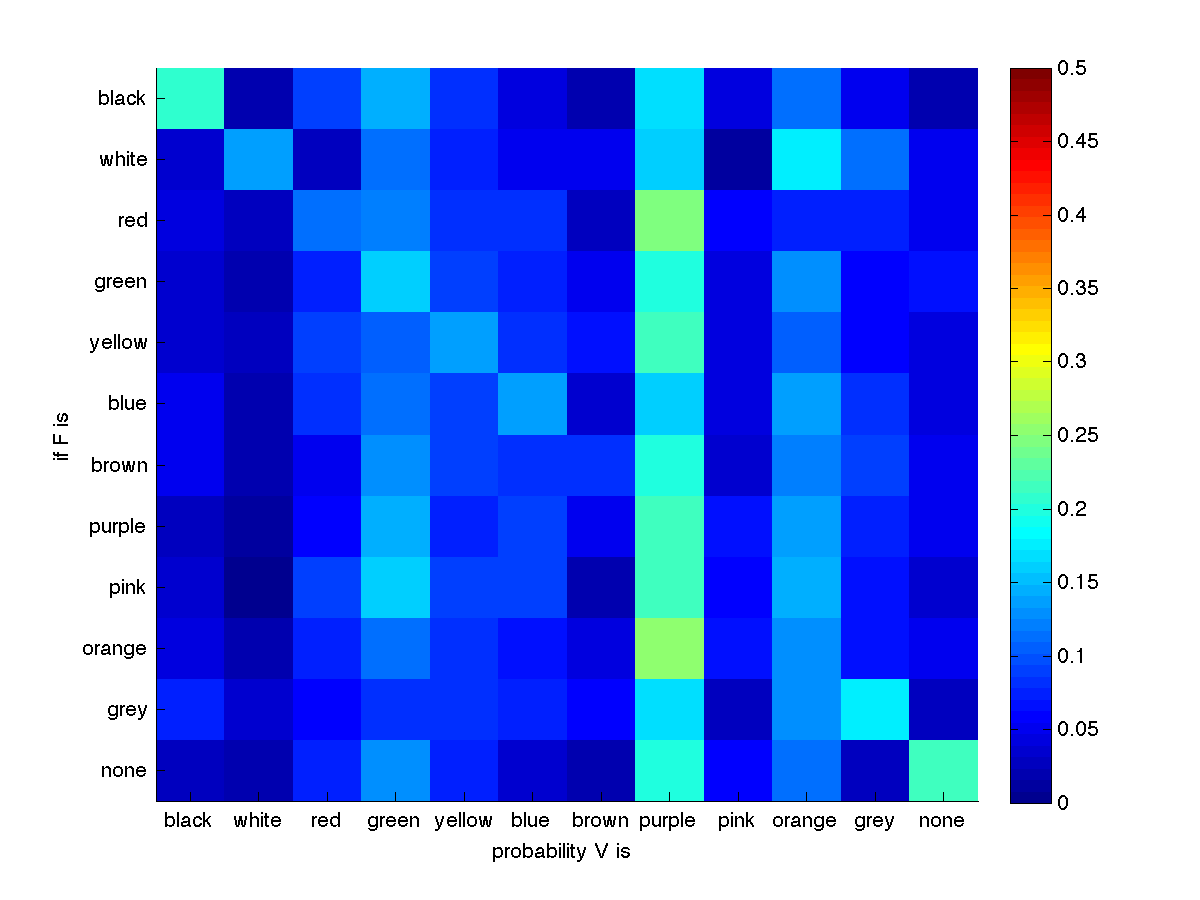 black
white
red
green
yellow
blue
brown
purple
pink
orange
grey
none
if F is
black white red green yellow blue brown purple pink orange grey none
probability V is
0.5
0.45
0.4
0.35
0.3
0.25
0.2
0.15
0.1
0.05
0